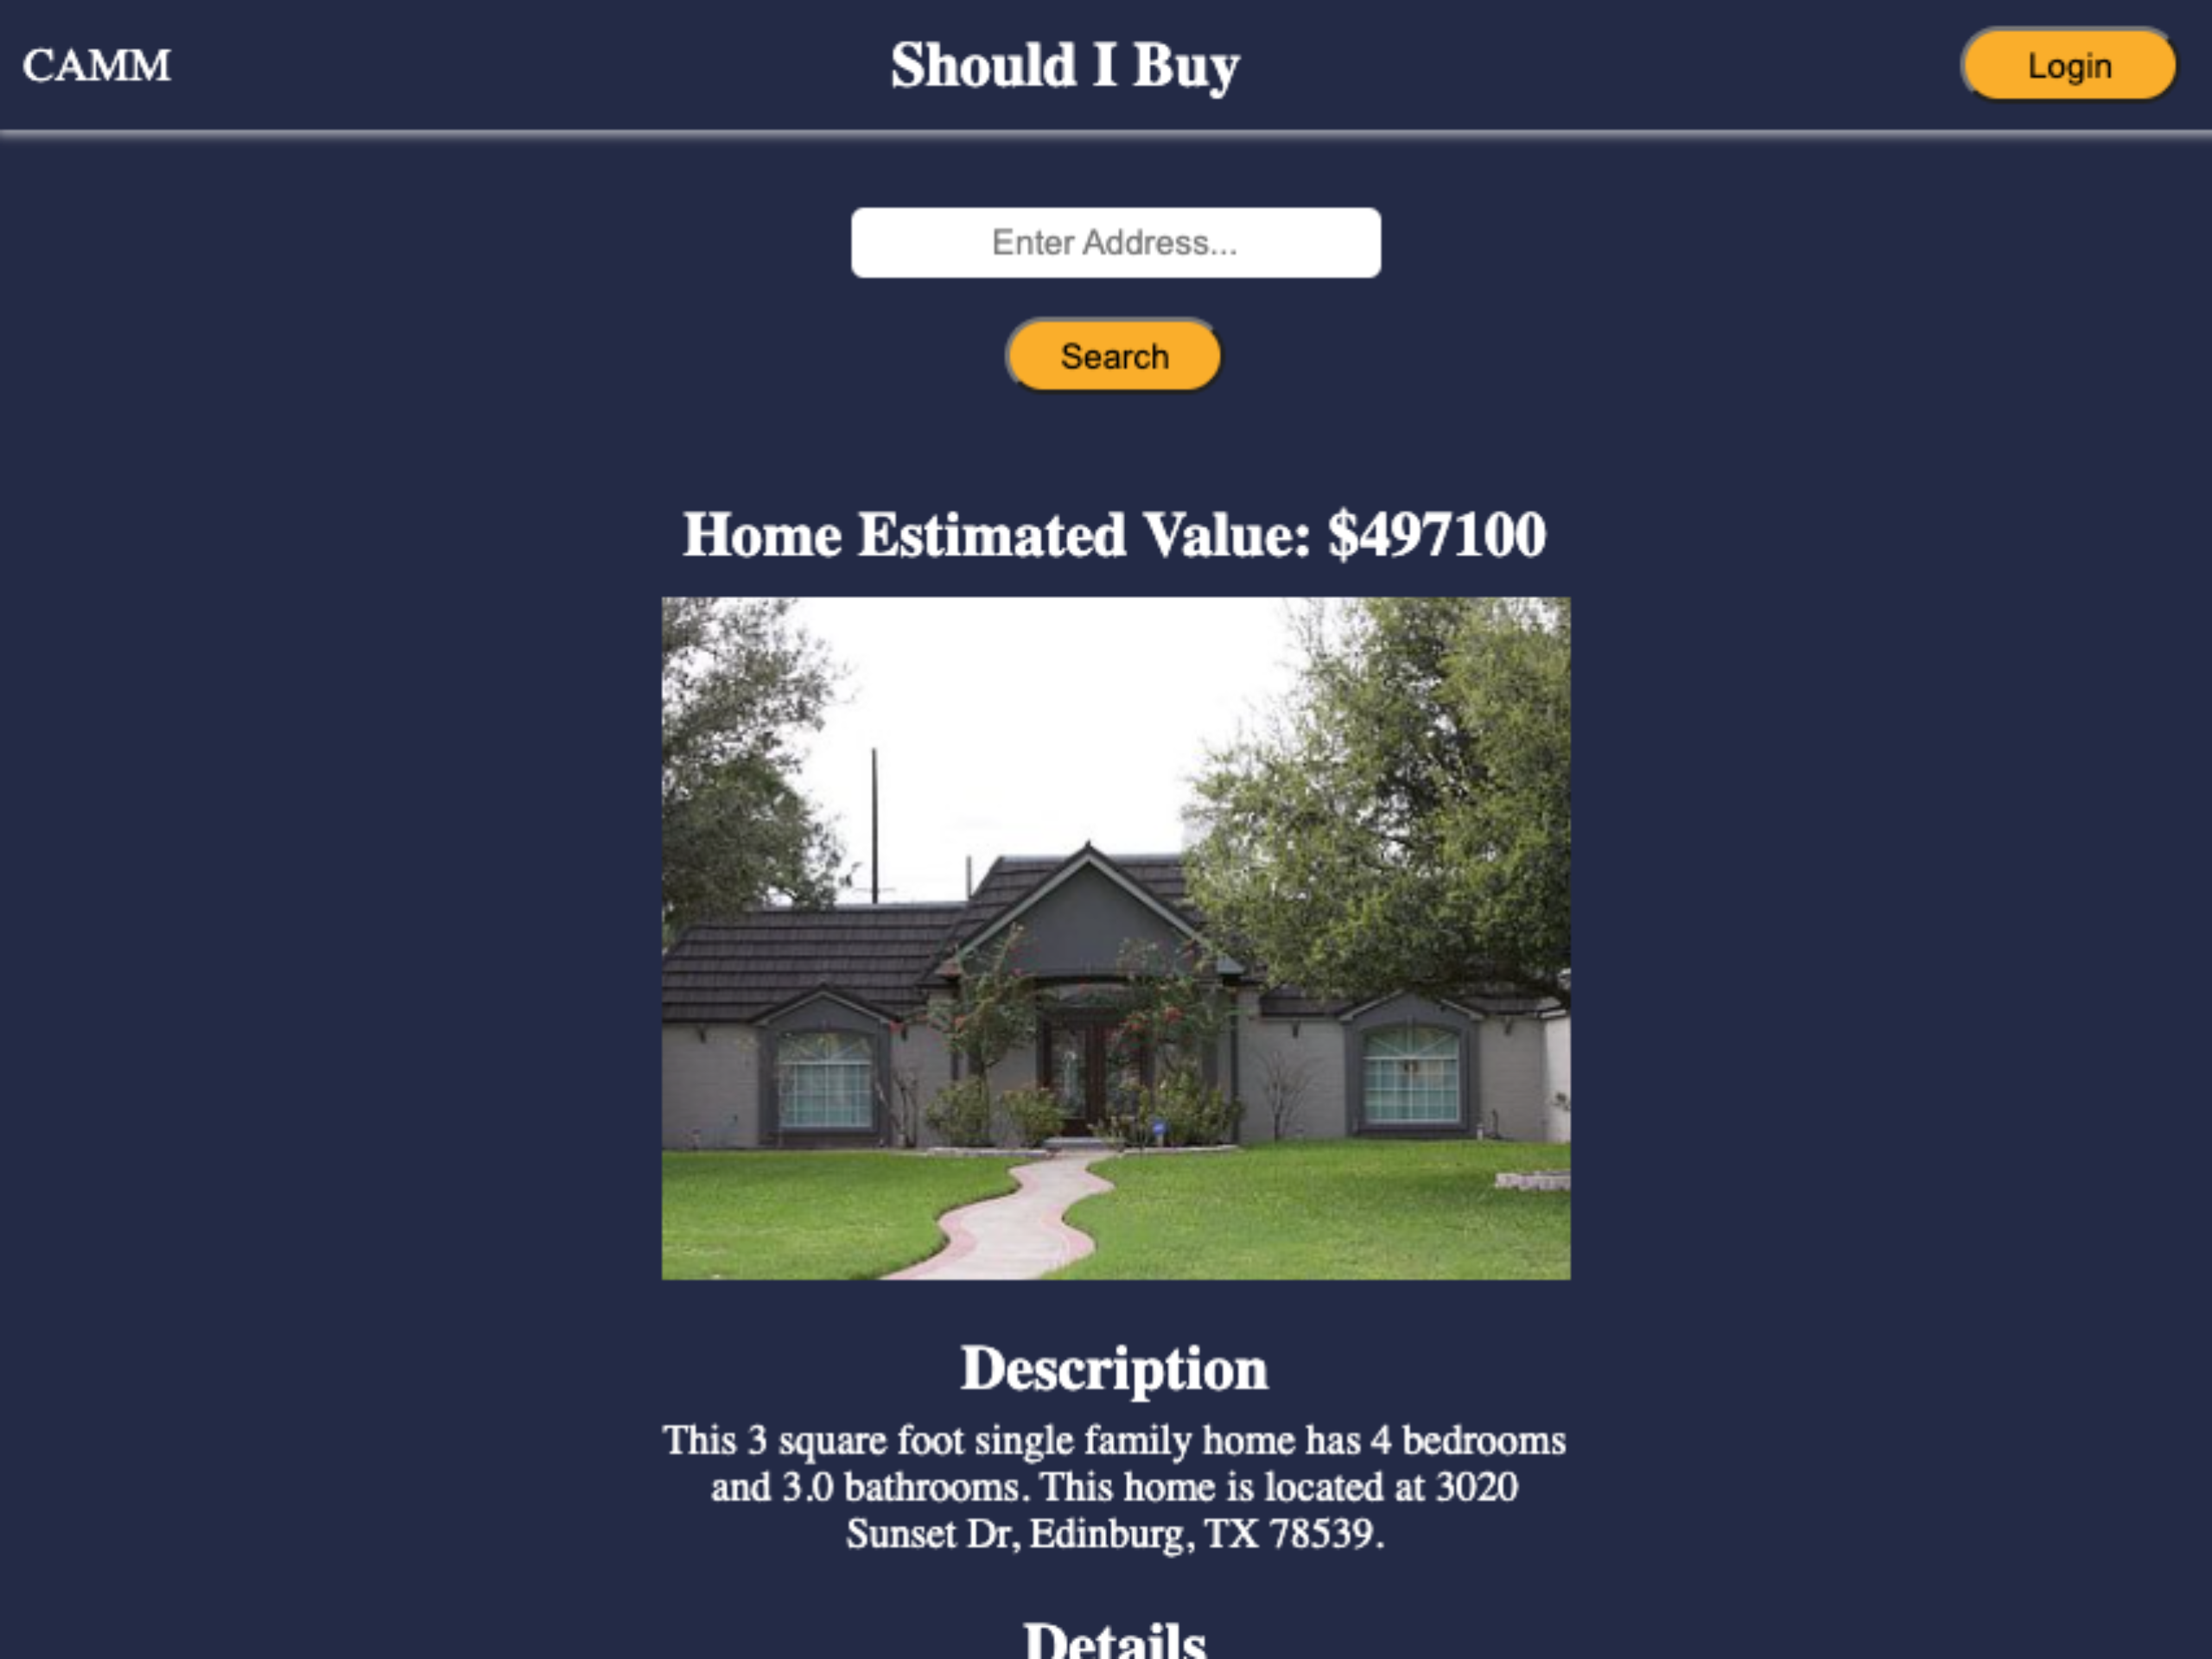 CAMM
Should I Buy
Login
Enter Address...
Search
Home Estimated Value: $497100
Description
This 3 square foot single family home has 4 bedrooms
and 3.0 bathrooms. This home is located at 3020
Sunset Dr, Edinburg, TX 78539.
Details